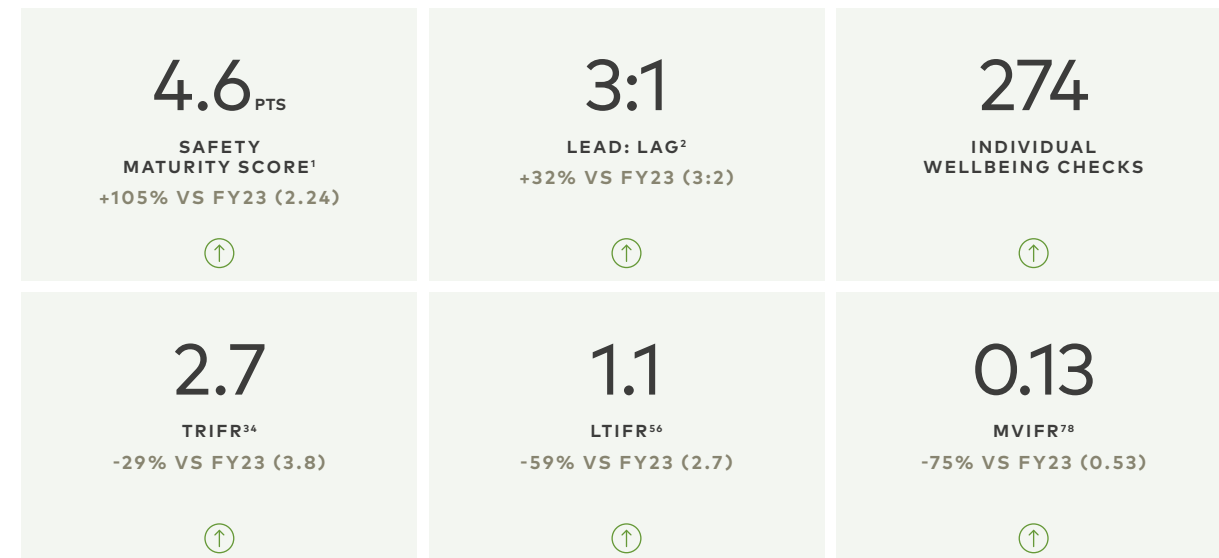 4.6 PTS
SAFETY
MATURITY SCORE¹
+105% VS FY23 (2.24)
3:1
LEAD: LAG²
+32% VS FY23 (3:2)
274
INDIVIDUAL
WELLBEING CHECKS
2.7
TRIFR³⁴
-29% VS FY23 (3.8)
1.1
LTIFR⁵⁶
-59% VS FY23 (2.7)
0.13
MVIFR⁷⁸
-75% VS FY23 (0.53)